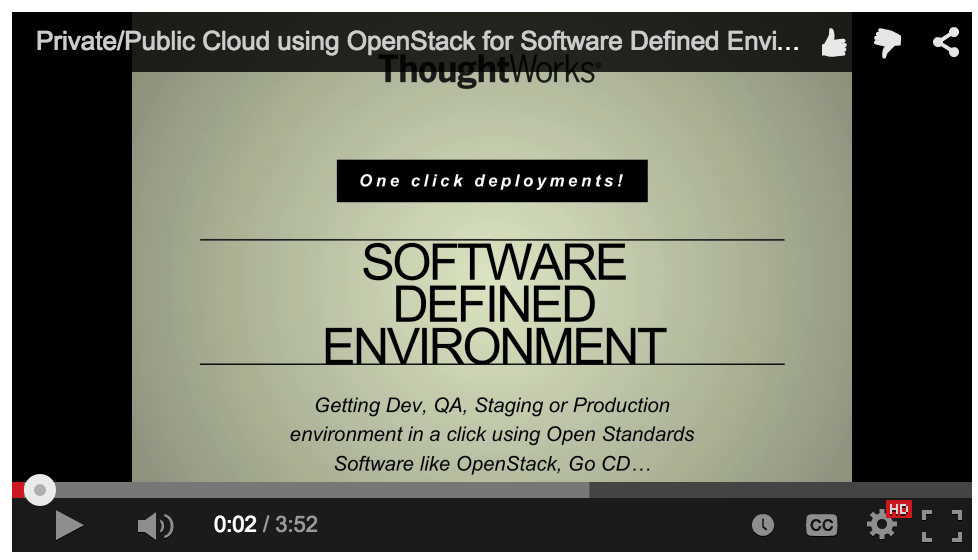 Private/Public Cloud using OpenStack for Software Defined Envi...
ThoughtWorks®
One click deployments!
SOFTWARE
DEFINED
ENVIRONMENT
Getting Dev, QA, Staging or Production
environment in a click using Open Standards
Software like OpenStack, Go CD...
0:02 / 3:52
CC
HD